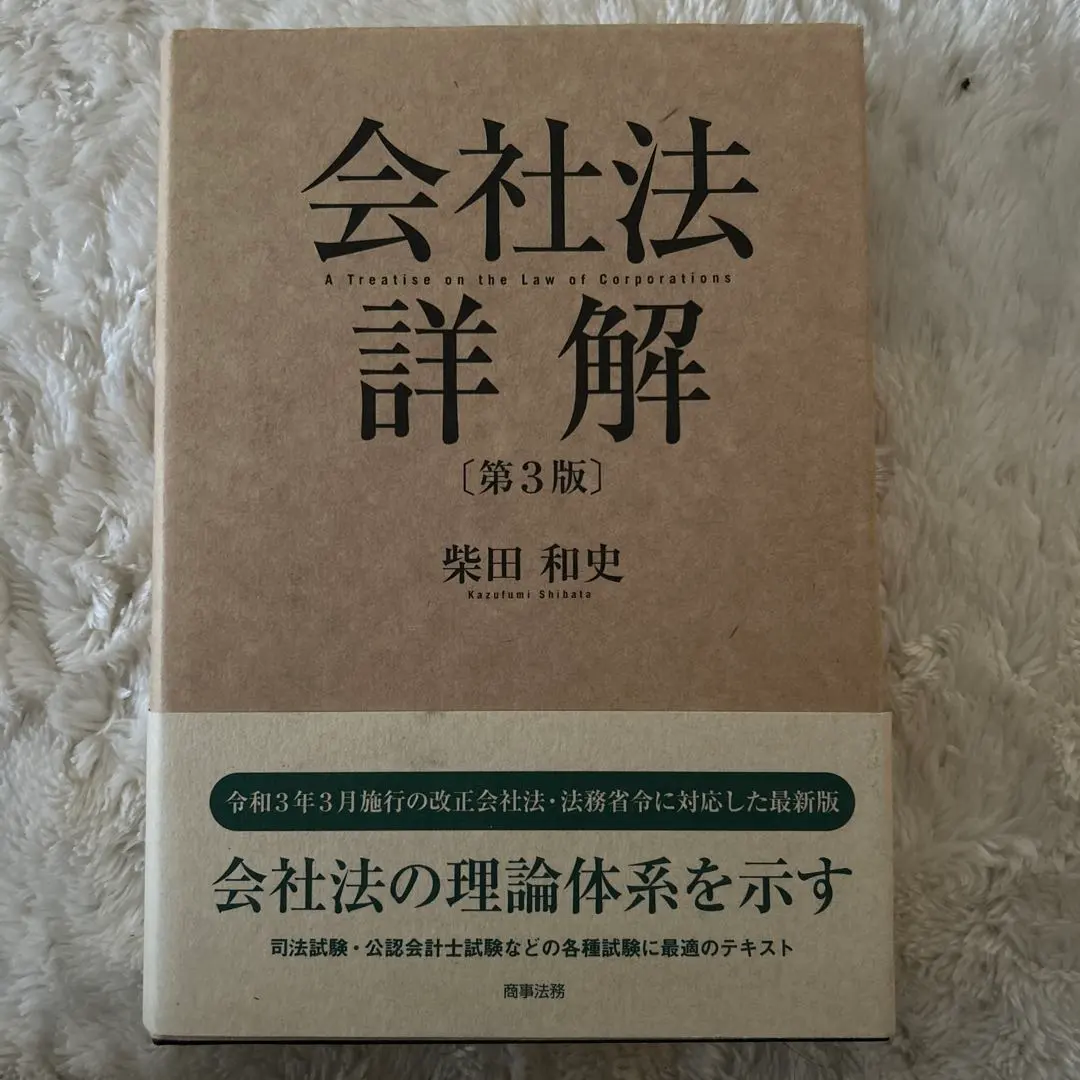 会社法
A Treatise on the Law of Corporations
詳解
〔第3版〕
柴田 和史
Kazufumi Shibata
令和3年3月施行の改正会社法・法務省令に対応した最新版
会社法の理論体系を示す
司法試験・公認会計士試験などの各種試験に最適のテキスト
商事法務